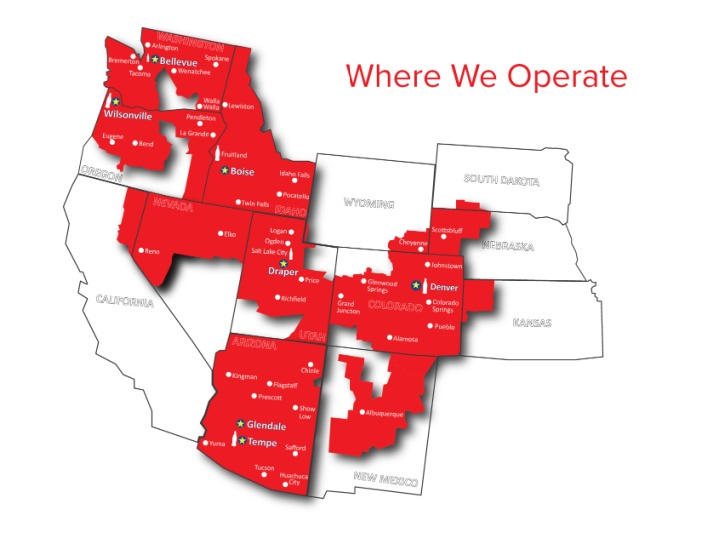 Where We Operate
WASHINGTON
Arlington
Bremerton
Bellevue
Spokane
Tacoma
Wenatchee
Walla
Walla
Lewiston
Wilsonville
Pendleton
La Grande
Eugene
Bend
OREGON
Fruitland
Boise
Idaho Falls
Pocatello
Twin Falls
IDAHO
SOUTH DAKOTA
WYOMING
NEVADA
Elko
Reno
Logan
Ogden
Salt Lake City
Draper
Price
Richfield
UTAH
Scottsbluff
Cheyenne
NEBRASKA
Johnstown
Glenwood
Springs
Denver
Grard
Junction
COLORADO
Colorado
Springs
Pueblo
Alamosa
KANSAS
CALIFORNIA
ARIZONA
Chinle
Kingman
Flagstaff
Prescott
Show
Low
Glendale
Tempe
Yuma
Safford
Tucson
Huachuca
City
Albuquerque
NEW MEXICO